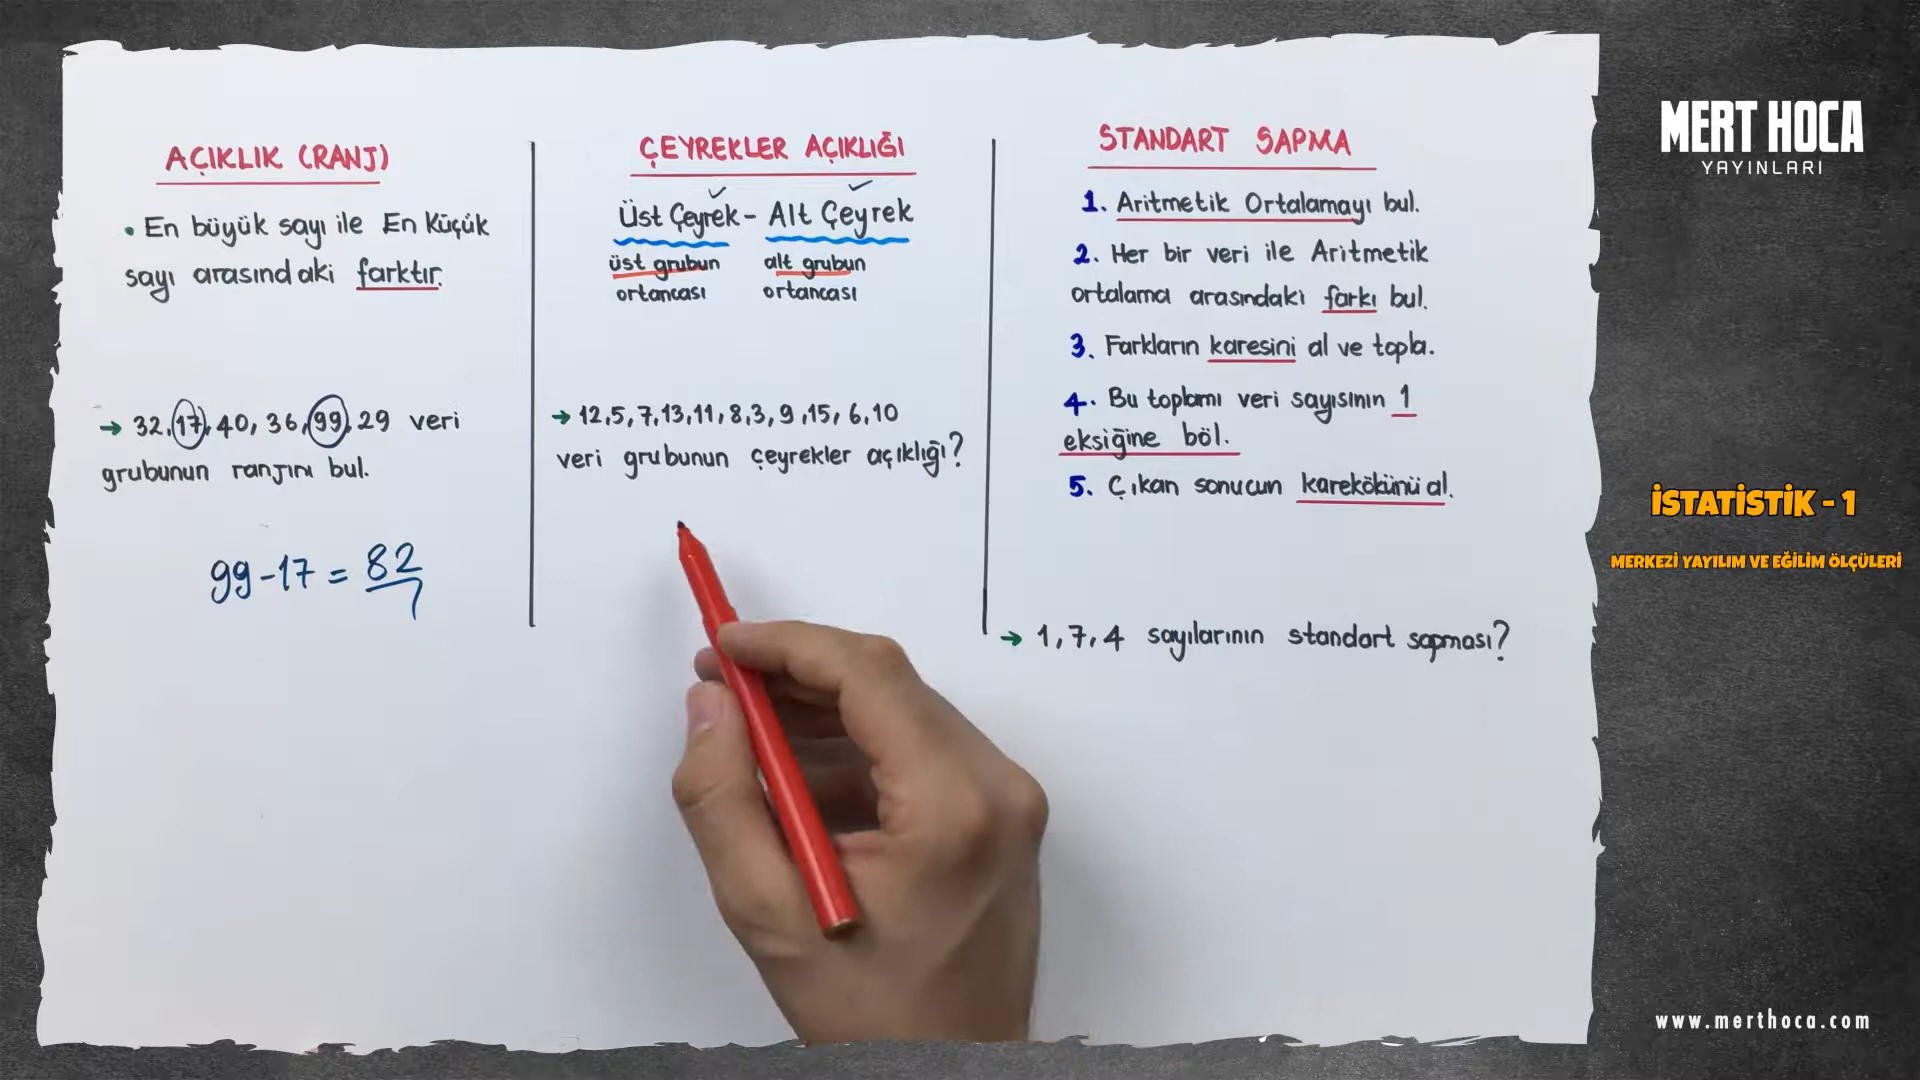 AÇIKLIK (RANJ)
• En büyük sayı ile En Küçük
sayı arasındaki farktır.
→ 32, 17, 40, 36, 99, 29 veri
grubunun ranjını bul.
99 - 17 = 82
ÇEYREKLER AÇIKLIĞI
Üst Çeyrek - Alt Çeyrek
üst grubun alt grubun
ortancası ortancası
→ 12, 5, 7, 13, 11, 8, 3, 9, 15, 6, 10
veri grubunun çeyrekler açıklığı?
STANDART SAPMA
1. Aritmetik Ortalamayı bul.
2. Her bir veri ile Aritmetik
ortalama arasındaki farkı bul.
3. Farkların karesini al ve topla.
4. Bu toplamı veri sayısının 1
eksiğine böl.
5. Çıkan sonucun karekökünü al.
→ 1, 7, 4 sayılarının standart sapması?
MERT HOCA
YAYINLARI
İSTATİSTİK - 1
MERKEZİ YAYILIM VE EĞİLİM ÖLÇÜLERİ
www.merthoca.com